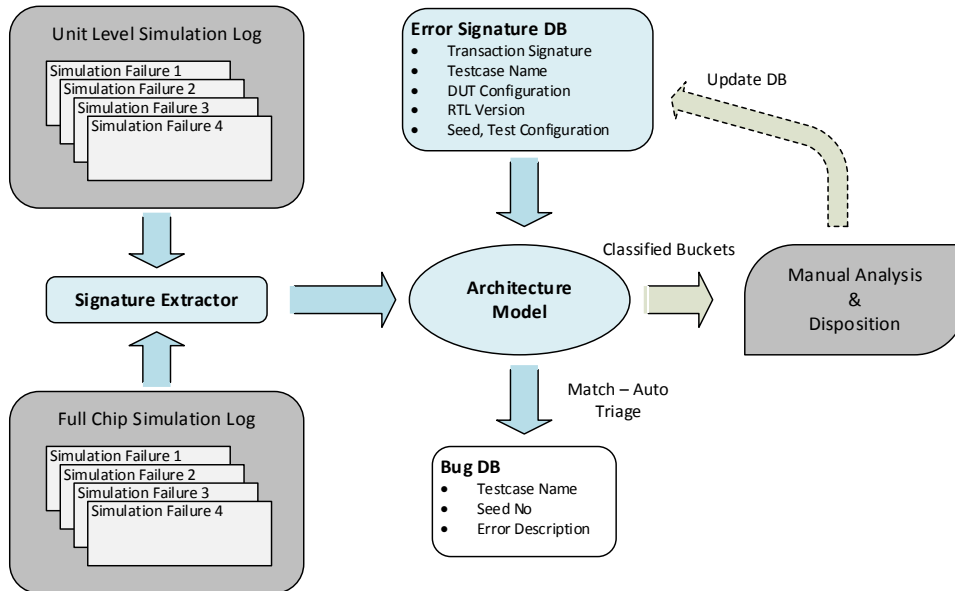 Unit Level Simulation Log
Simulation Failure 1
Simulation Failure 2
Simulation Failure 3
Simulation Failure 4
Signature Extractor
Full Chip Simulation Log
Simulation Failure 1
Simulation Failure 2
Simulation Failure 3
Simulation Failure 4
Error Signature DB
• Transaction Signature
• Testcase Name
• DUT Configuration
• RTL Version
• Seed, Test Configuration
Architecture
Model
Match – Auto
Triage
Bug DB
• Testcase Name
• Seed No
• Error Description
Classified Buckets
Manual Analysis
&
Disposition
Update DB